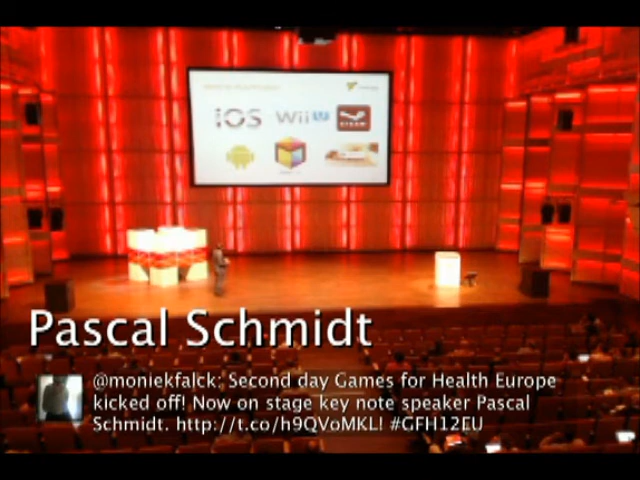 iOS Wii U
STEAM
Pascal Schmidt
@moniekfalck: Second day Games for Health Europe
kicked off! Now on stage key note speaker Pascal
Schmidt. http://t.co/h9QVoMKL! #GFH12EU